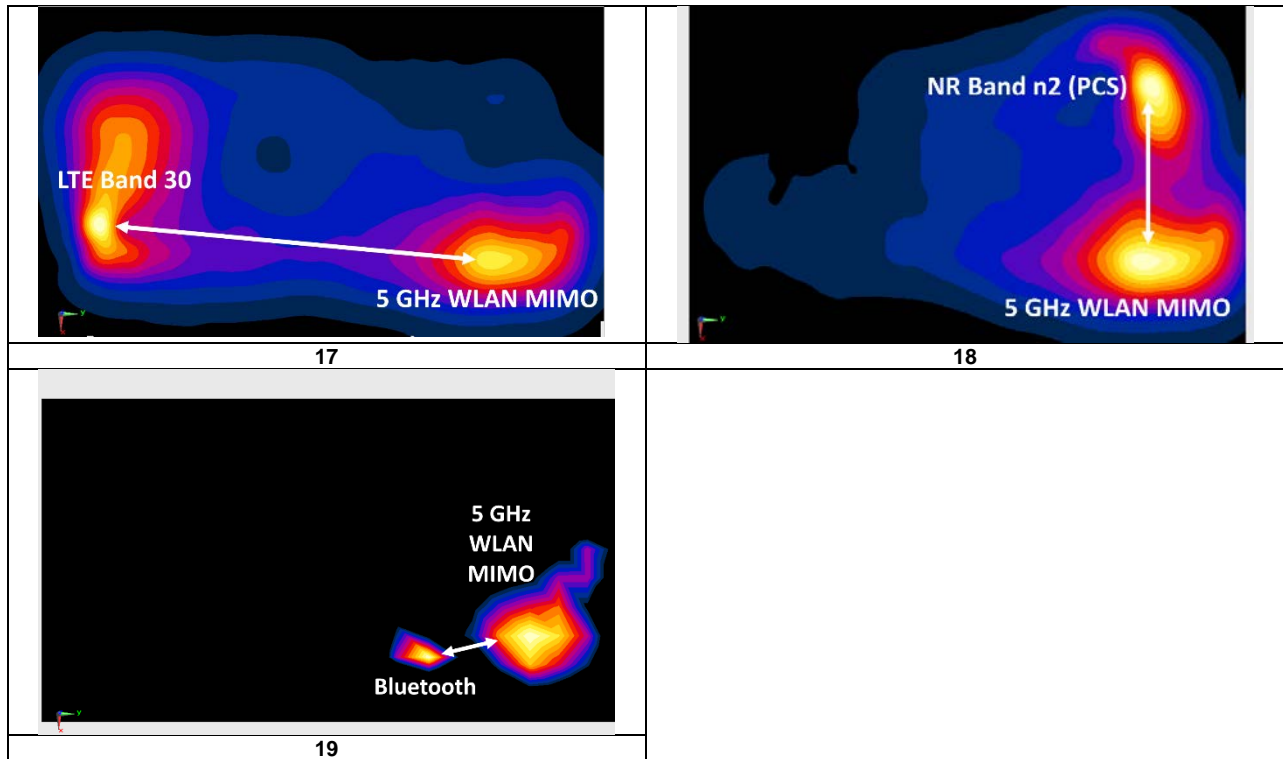 LTE Band 30
5 GHz WLAN MIMO
17
NR Band n2 (PCS)
5 GHz WLAN MIMO
18
5 GHz
WLAN
MIMO
Bluetooth
19